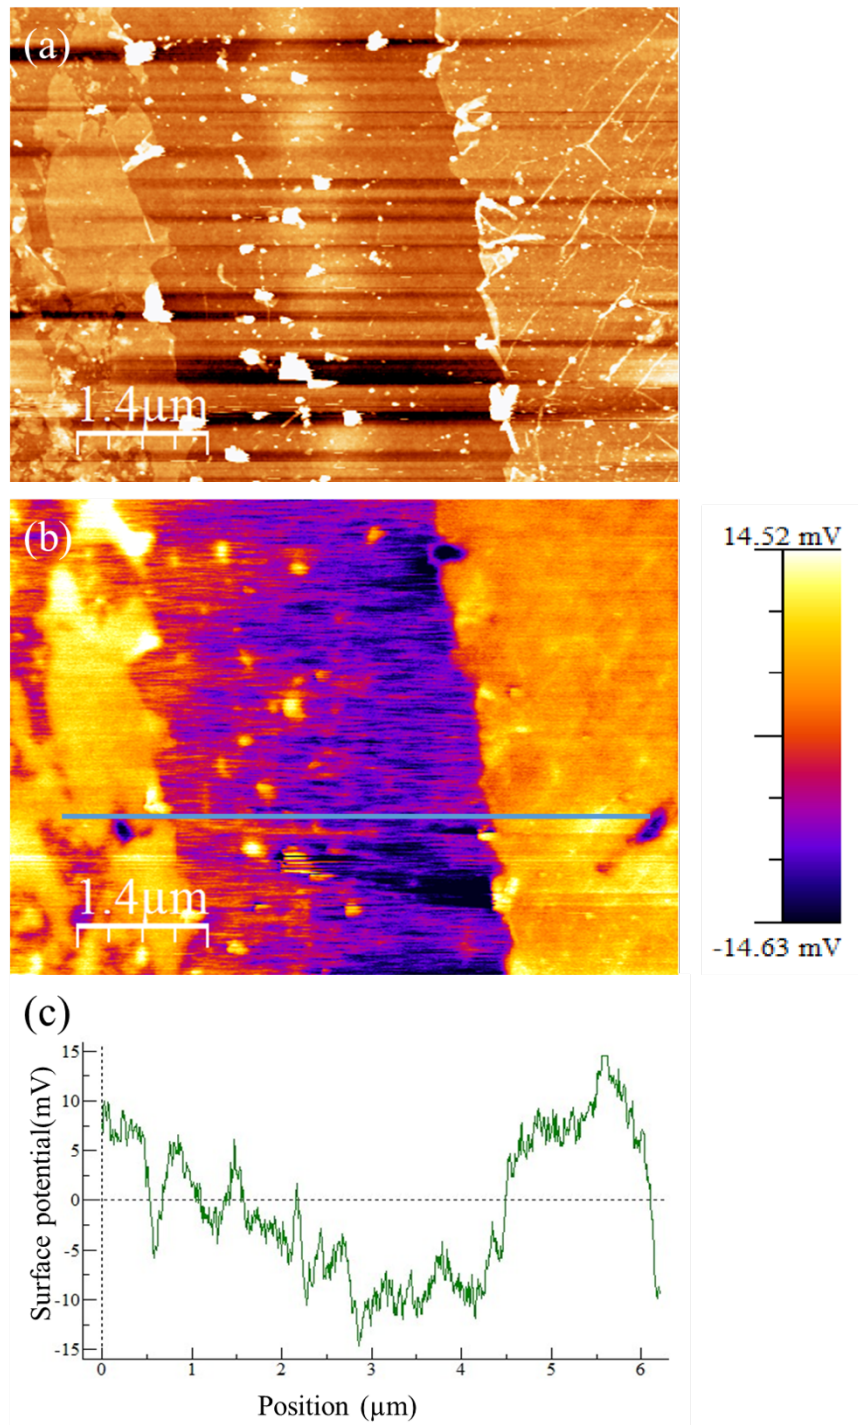 (a)
1.4µm
(b)
1.4µm
14.52 mV
-14.63 mV
(c)
Surface potential(mV)
15
10
5
0
-5
-10
-15
0 1 2 3 4 5 6
Position (µm)